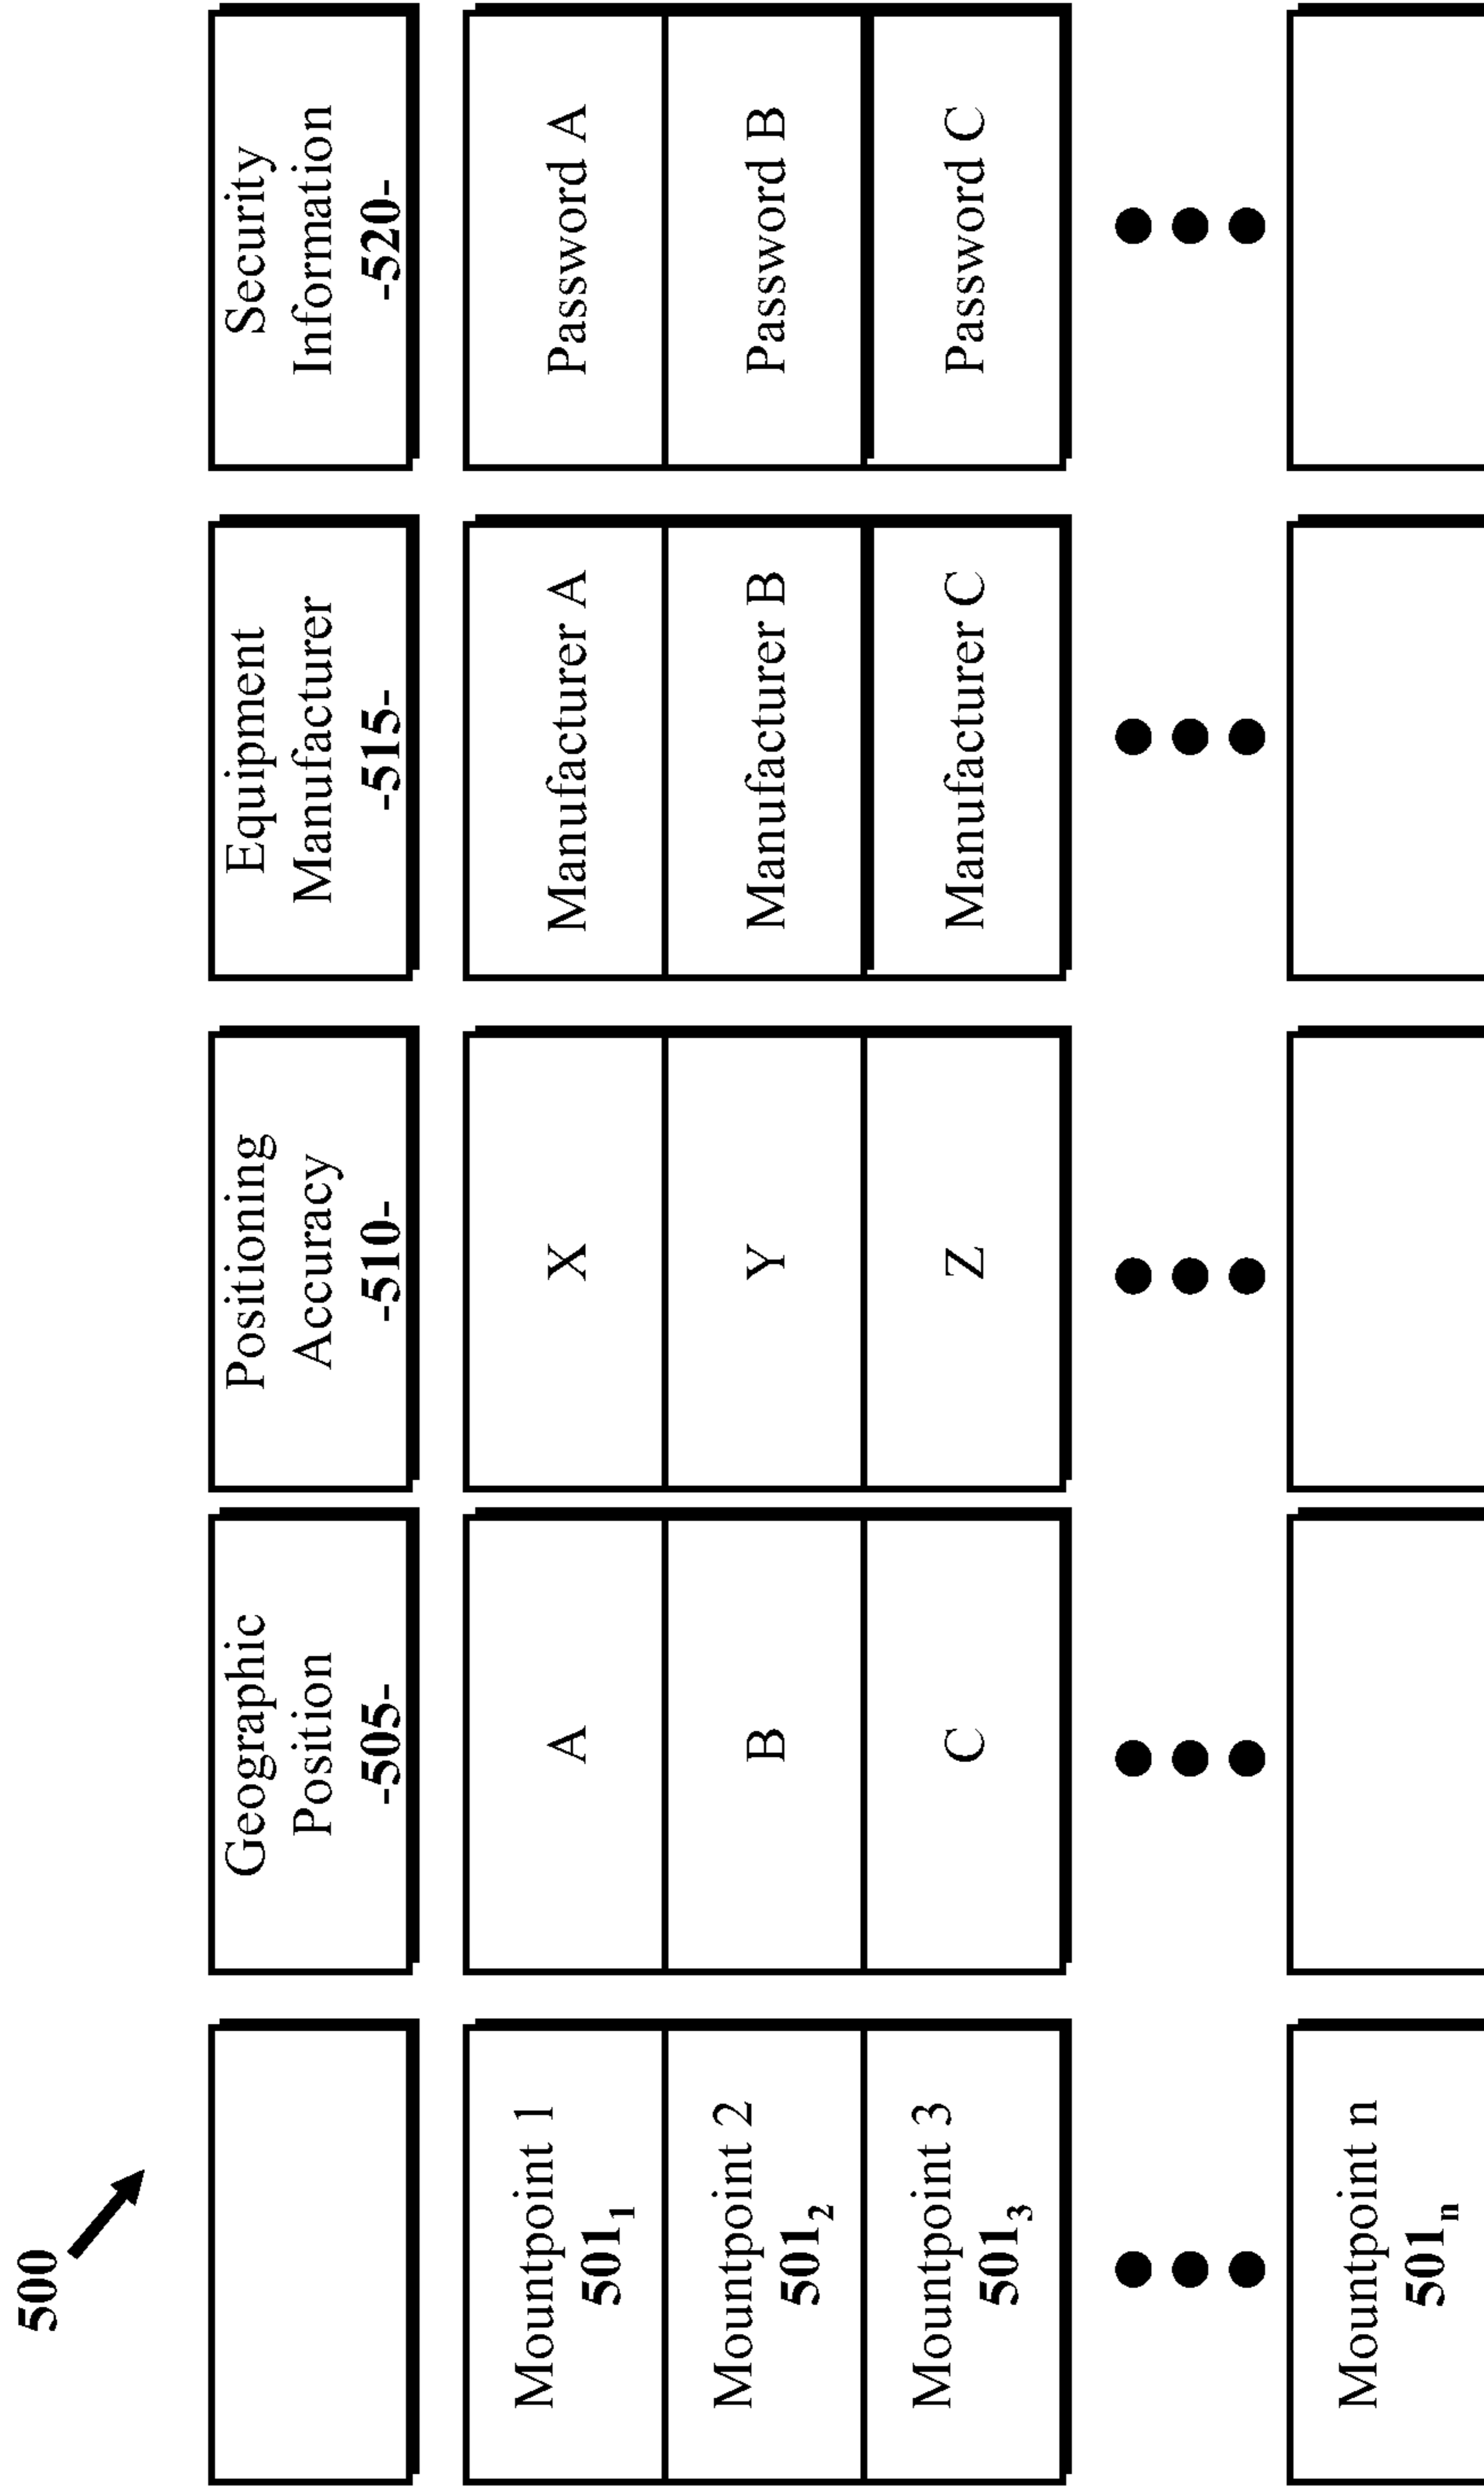 500
Geographic
Position
-505-
Positioning
Accuracy
-510-
Equipment
Manufacturer
-515-
Security
Information
-520-
Mountpoint 1
501₁
A
X
Manufacturer A
Password A
Mountpoint 2
501₂
B
Y
Manufacturer B
Password B
Mountpoint 3
501₃
C
Z
Manufacturer C
Password C
Mountpoint n
501ₙ